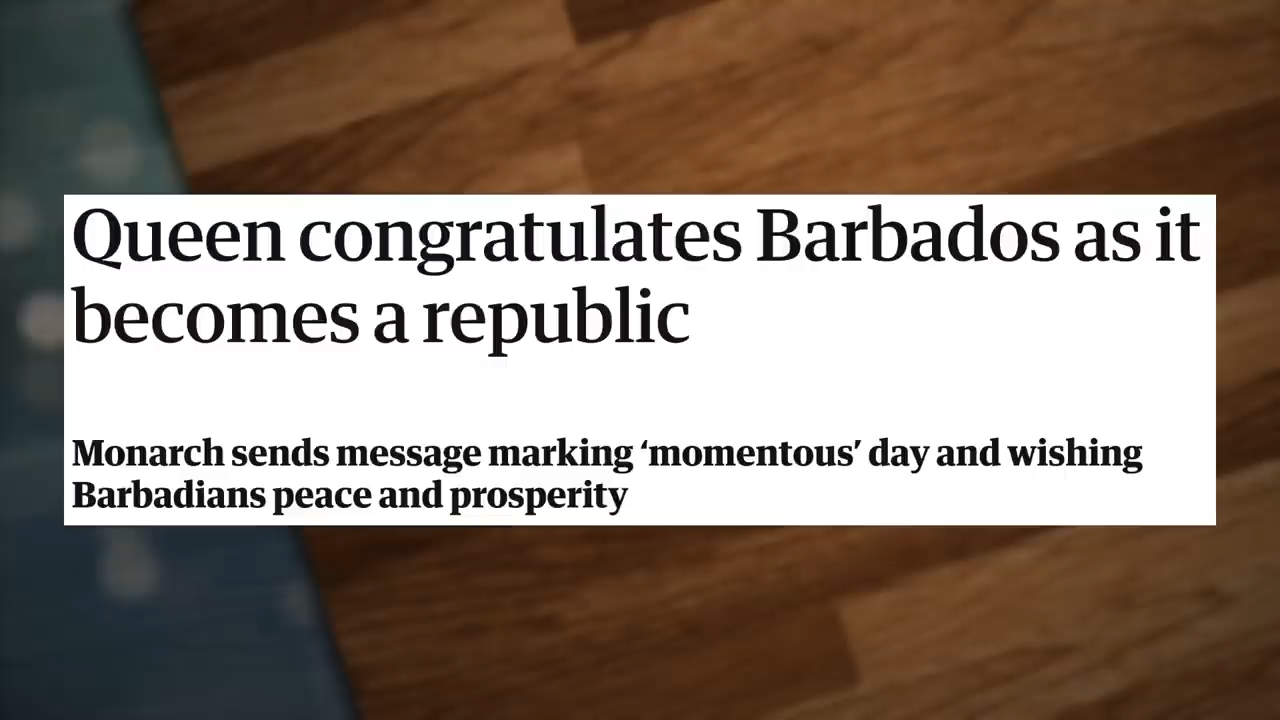 Queen congratulates Barbados as it
becomes a republic
Monarch sends message marking ‘momentous’ day and wishing
Barbadians peace and prosperity